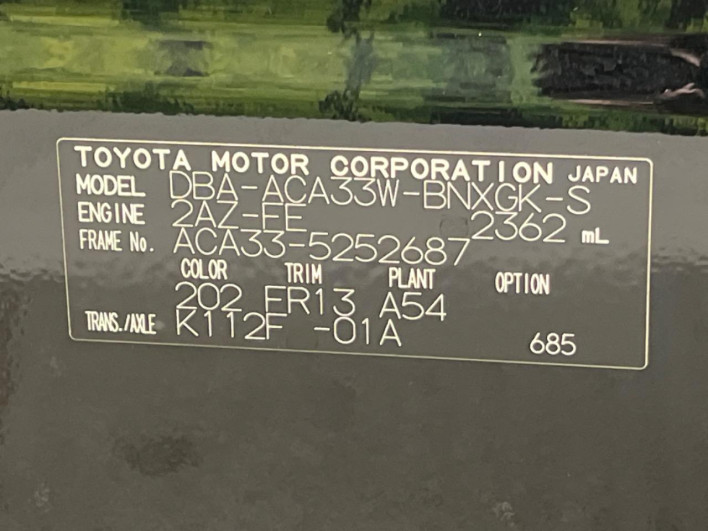 TOYOTA MOTOR CORPORATION JAPAN
MODEL DBA-ACA33W-BNXGK-S
ENGINE 2AZ-FE 2362 mL
FRAME No. ACA33-5252687
COLOR TRIM PLANT OPTION
202 FR13 A54
TRANS./AXLE K112F -01A 685